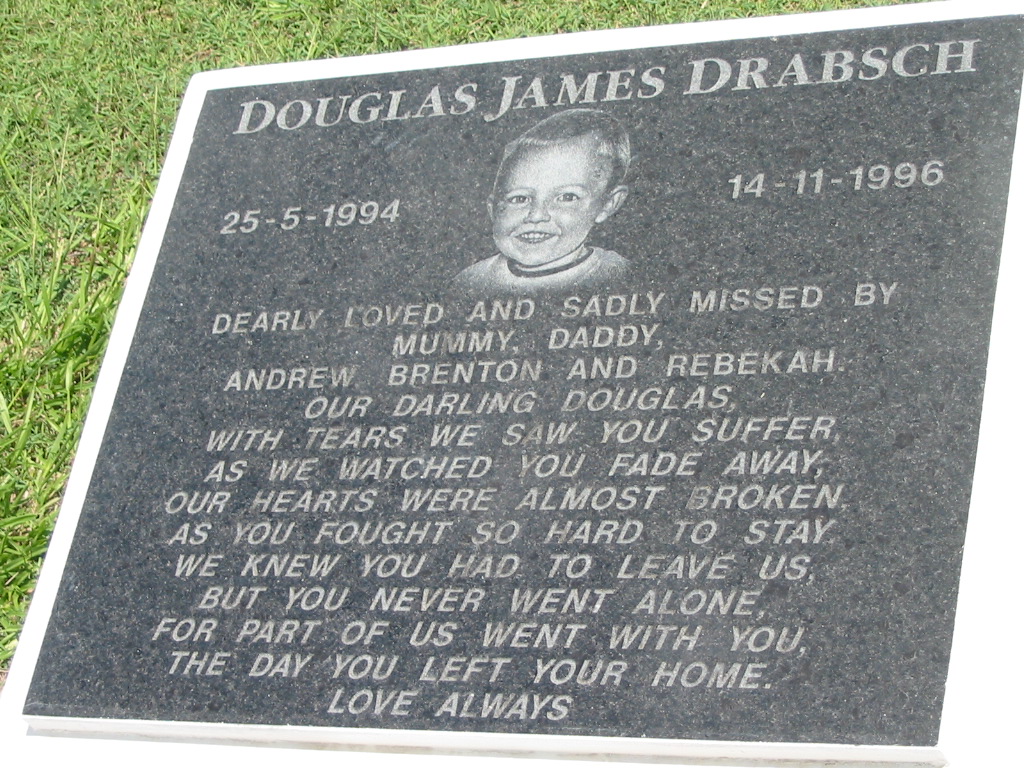 DOUGLAS JAMES DRABSCH
25-5-1994
14-11-1996
DEARLY LOVED AND SADLY MISSED BY
MUMMY, DADDY,
ANDREW BRENTON AND REBEKAH.
OUR DARLING DOUGLAS,
WITH TEARS WE SAW YOU SUFFER,
AS WE WATCHED YOU FADE AWAY,
OUR HEARTS WERE ALMOST BROKEN,
AS YOU FOUGHT SO HARD TO STAY.
WE KNEW YOU HAD TO LEAVE US,
BUT YOU NEVER WENT ALONE,
FOR PART OF US WENT WITH YOU,
THE DAY YOU LEFT YOUR HOME.
LOVE ALWAYS